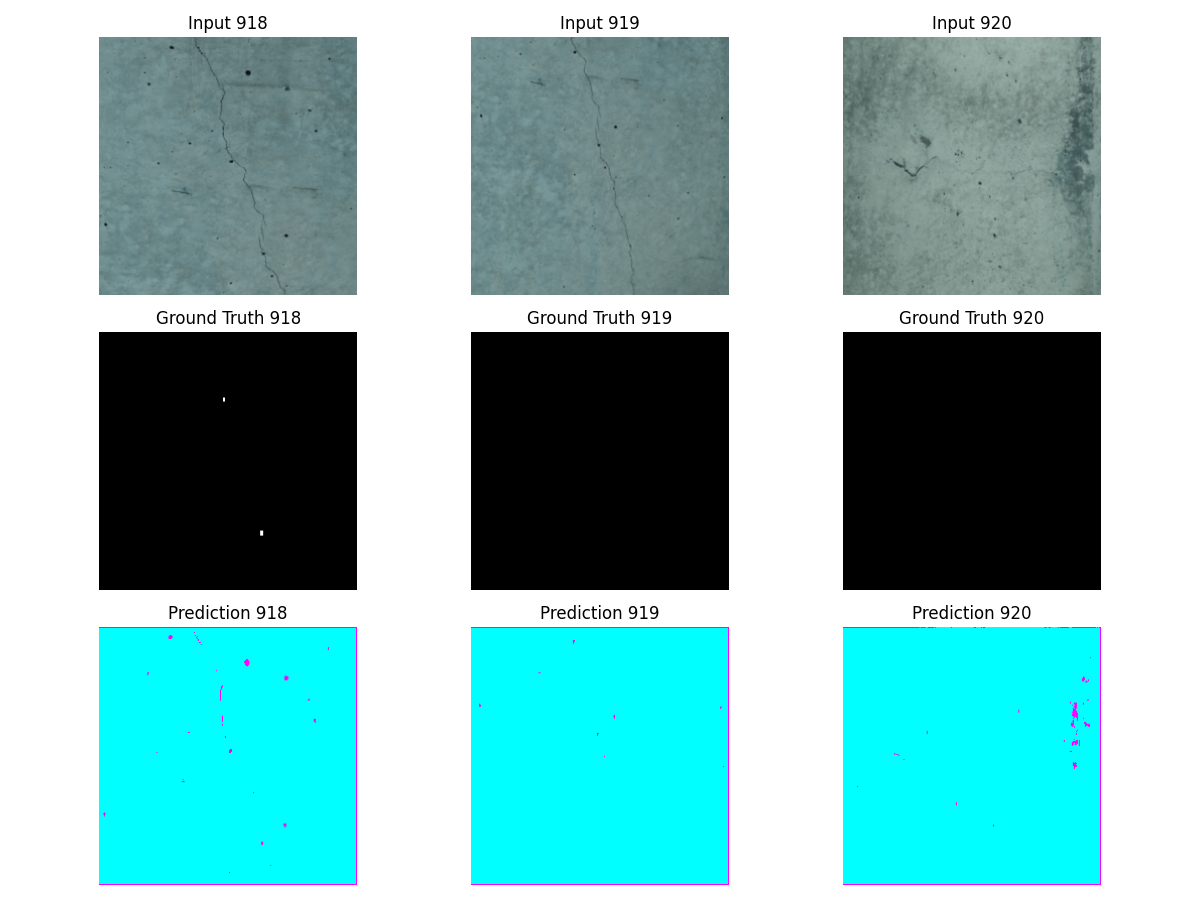 Input 918
Input 919
Input 920
Ground Truth 918
Ground Truth 919
Ground Truth 920
Prediction 918
Prediction 919
Prediction 920